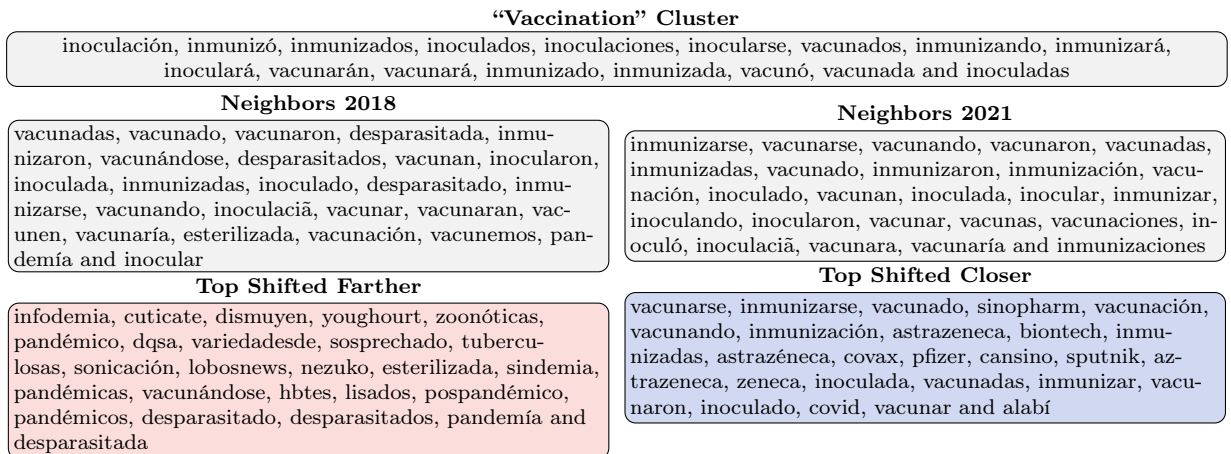 “Vaccination” Cluster
inoculación, inmunizó, inmunizados, inoculados, inoculaciones, inocularse, vacunados, inmunizando, inmunizará,
inoculará, vacunarán, vacunará, inmunizado, inmunizada, vacunó, vacunada and inoculadas
Neighbors 2018
vacunadas, vacunado, vacunaron, desparasitada, inmu-
nizaron, vacunándose, desparasitados, vacunan, inocularon,
inoculada, inmunizadas, inoculado, desparasitado, inmu-
nizarse, vacunando, inoculaciã, vacunar, vacunaran, vac-
unen, vacunaría, esterilizada, vacunación, vacunemos, pan-
demía and inocular
Neighbors 2021
inmunizarse, vacunarse, vacunando, vacunaron, vacunadas,
inmunizadas, vacunado, inmunizaron, inmunización, vacu-
nación, inoculado, vacunan, inoculada, inocular, inmunizar,
inoculando, inocularon, vacunar, vacunas, vacunaciones, in-
oculó, inoculaciã, vacunara, vacunaría and inmunizaciones
Top Shifted Farther
infodemia, cuticate, dismuyen, youghourt, zoonóticas,
pandémico, dqsa, variedadesde, sosprechado, tubercu-
losas, sonicación, lobosnews, nezuko, esterilizada, sindemia,
pandémicas, vacunándose, hbtes, lisados, pospandémico,
pandémicos, desparasitado, desparasitados, pandemía and
desparasitada
Top Shifted Closer
vacunarse, inmunizarse, vacunado, sinopharm, vacunación,
vacunando, inmunización, astrazeneca, biontech, inmu-
nizadas, astrazéneca, covax, pfizer, cansino, sputnik, az-
trazeneca, zeneca, inoculada, vacunadas, inmunizar, vacu-
naron, inoculado, covid, vacunar and alabí